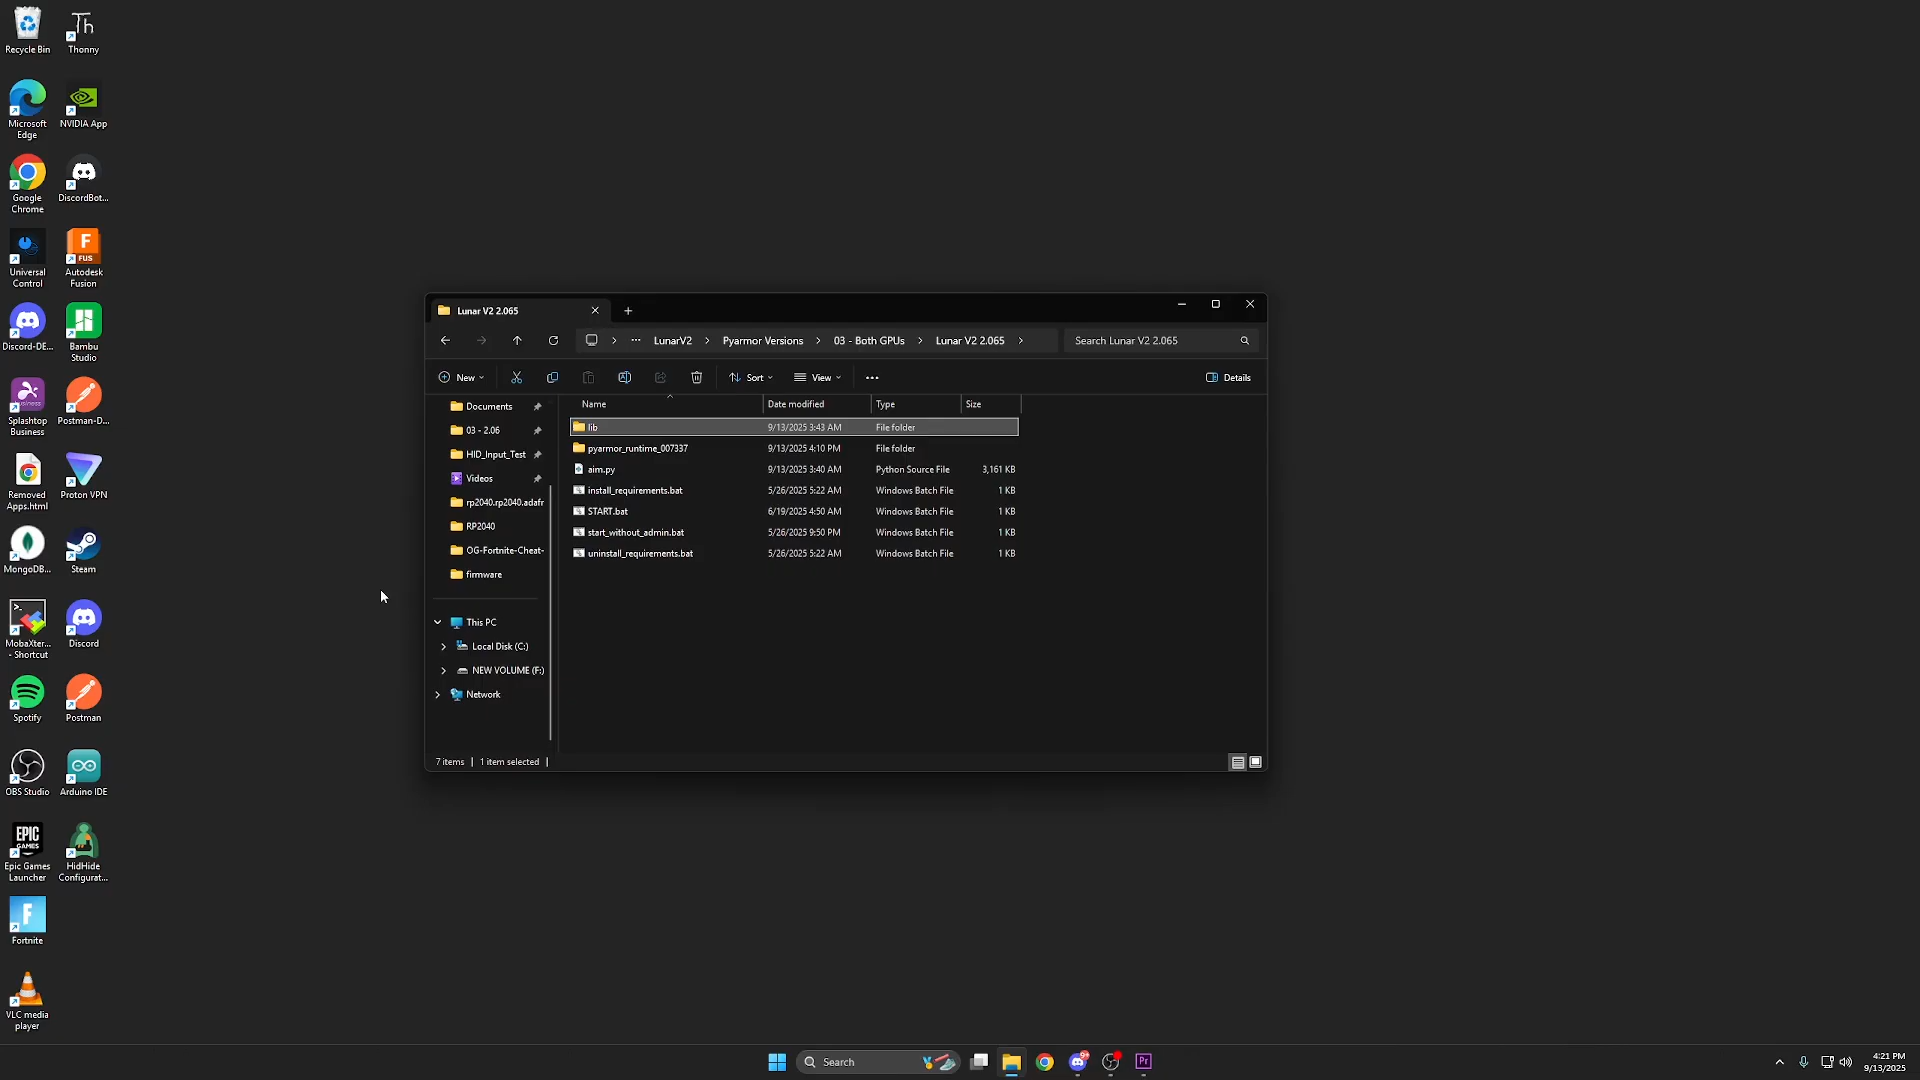 Recycle Bin
Thonny
Microsoft
Edge
NVIDIA App
Google
Chrome
DiscordBot...
Universal
Control
F
FUS
Autodesk
Fusion
Discord-DE...
Bambu
Studio
Splashtop
Business
Postman-D...
Removed
Apps.html
Proton VPN
MongoDB...
Steam
MobaXter...
- Shortcut
Discord
Spotify
Postman
OBS Studio
Arduino IDE
EPIC
GAMES
Epic Games
Launcher
HidHide
Configurat...
F
Fortnite
VLC media
player
Lunar V2 2.065
LunarV2 > Pyarmor Versions > 03 - Both GPUs > Lunar V2 2.065 >
Search Lunar V2 2.065
New
Sort
View
Details
Documents
03 - 2.06
HID_Input_Test
Videos
rp2040.rp2040.adafr
RP2040
OG-Fortnite-Cheat-
firmware
This PC
Local Disk (C:)
NEW VOLUME (F:)
Network
Name Date modified Type Size
lib 9/13/2025 3:43 AM File folder
pyarmor_runtime_007337 9/13/2025 4:10 PM File folder
aim.py 9/13/2025 3:40 AM Python Source File 3,161 KB
install_requirements.bat 5/26/2025 5:22 AM Windows Batch File 1 KB
START.bat 6/19/2025 4:50 AM Windows Batch File 1 KB
start_without_admin.bat 5/26/2025 9:50 PM Windows Batch File 1 KB
uninstall_requirements.bat 5/26/2025 5:22 AM Windows Batch File 1 KB
7 items | 1 item selected |
Search
Pr
4:21 PM
9/13/2025